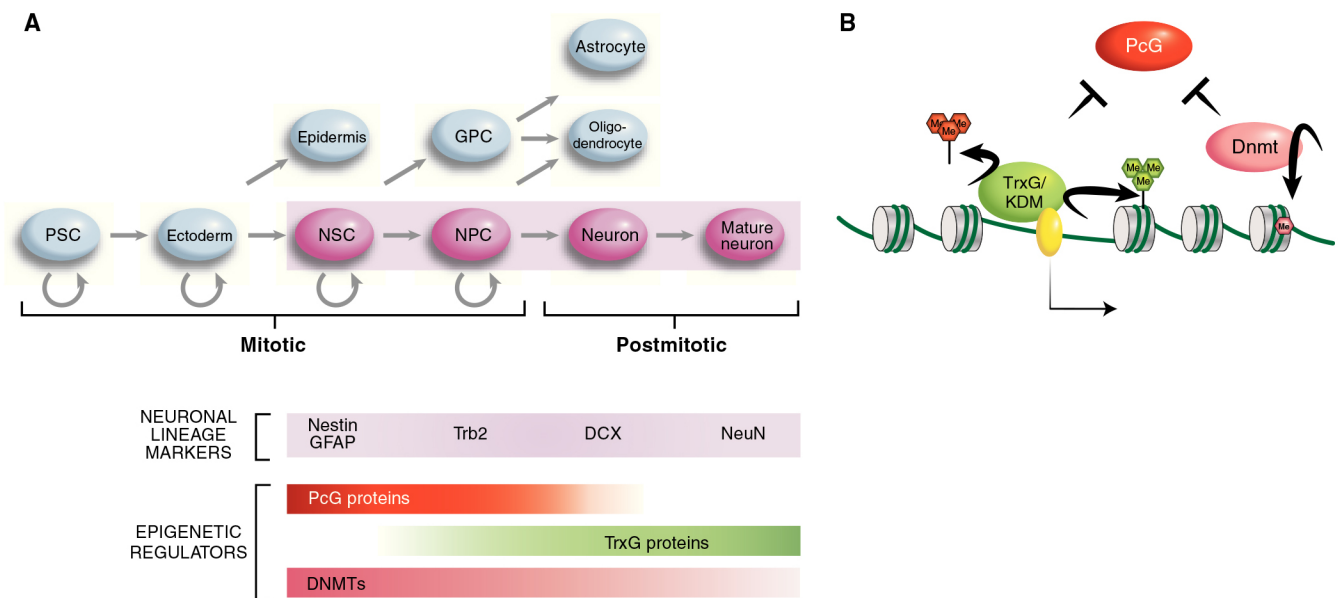 A
Astrocyte
Epidermis
GPC
Oligo-
dendrocyte
PSC
Ectoderm
NSC
NPC
Neuron
Mature
neuron
Mitotic
Postmitotic
NEURONAL
LINEAGE
MARKERS
Nestin
GFAP
Trb2
DCX
NeuN
EPIGENETIC
REGULATORS
PcG proteins
TrxG proteins
DNMTs
B
PcG
Me Me
Me
Dnmt
TrxG/
KDM
Me Me
Me
Me